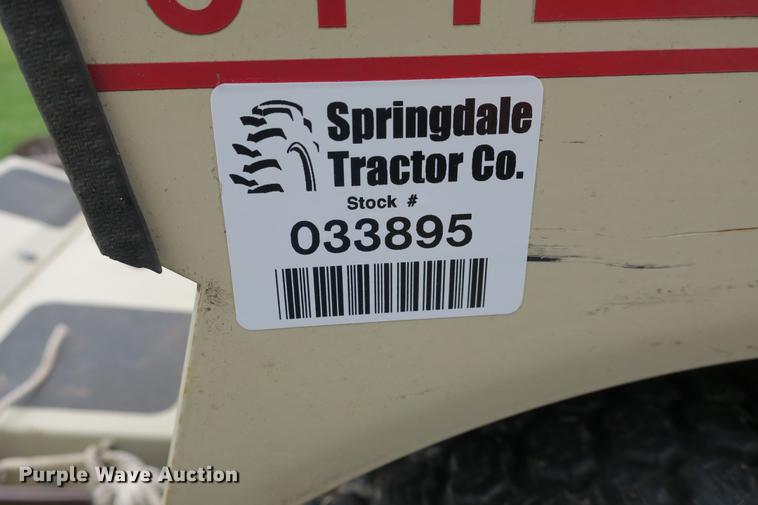 Springdale
Tractor Co.
Stock #
033895
Purple Wave Auction